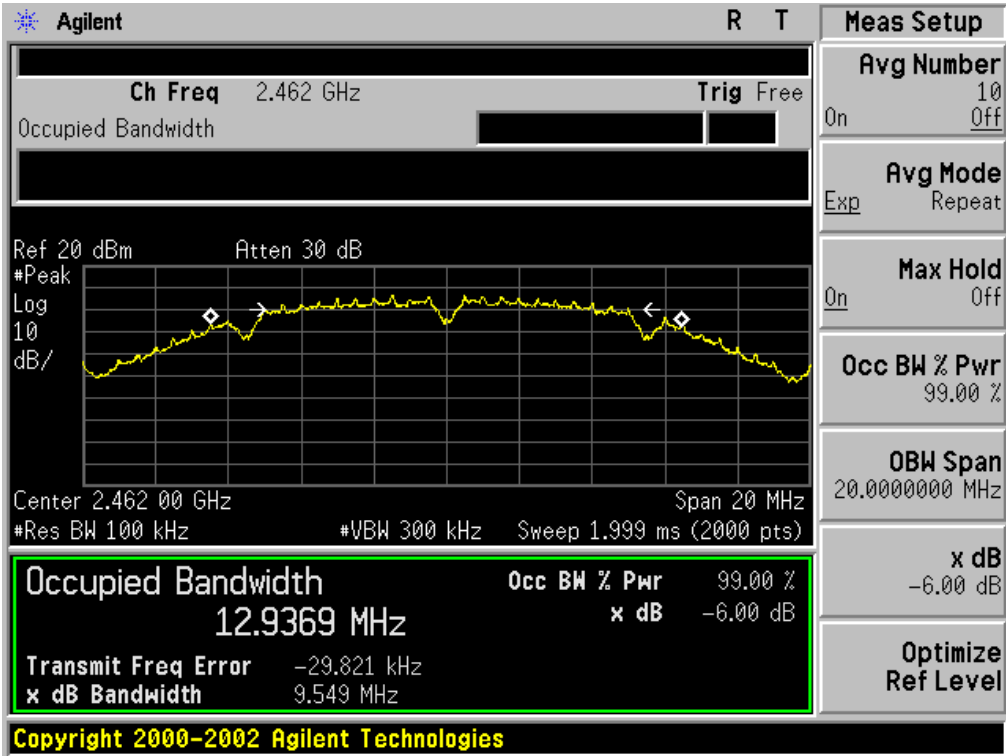 Agilent R T
Ch Freq 2.462 GHz Trig Free
Occupied Bandwidth
Ref 20 dBm Atten 30 dB
#Peak
Log
10
dB/
Center 2.462 00 GHz Span 20 MHz
#Res BW 100 kHz #VBW 300 kHz Sweep 1.999 ms (2000 pts)
Occupied Bandwidth Occ BW % Pwr 99.00 %
12.9369 MHz x dB -6.00 dB
Transmit Freq Error -29.821 kHz
x dB Bandwidth 9.549 MHz
Copyright 2000-2002 Agilent Technologies
Meas Setup
Avg Number
10
On Off
Avg Mode
Exp Repeat
Max Hold
On Off
Occ BW % Pwr
99.00 %
OBW Span
20.0000000 MHz
x dB
-6.00 dB
Optimize
Ref Level